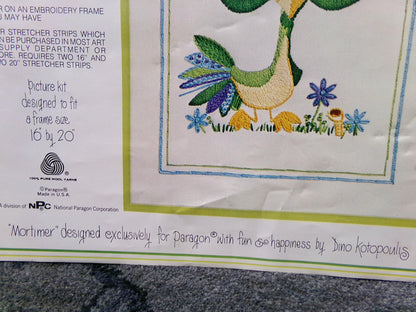 R ON AN EMBROIDERY FRAME
U MAY HAVE
R STRETCHER STRIPS WHICH
N BE PURCHASED IN MOST ART
SUPPLY DEPARTMENT OR
ORE. REQUIRES TWO 16" AND
WO 20" STRETCHER STRIPS.
picture kit
designed to fit
a frame size
16" by 20"
100% PURE WOOL YARNS
©Paragon®
Made in U.S.A.
A division of NPC National Paragon Corporation
"Mortimer" designed exclusively for Paragon® with fun & happiness by Dino Kotopoulis